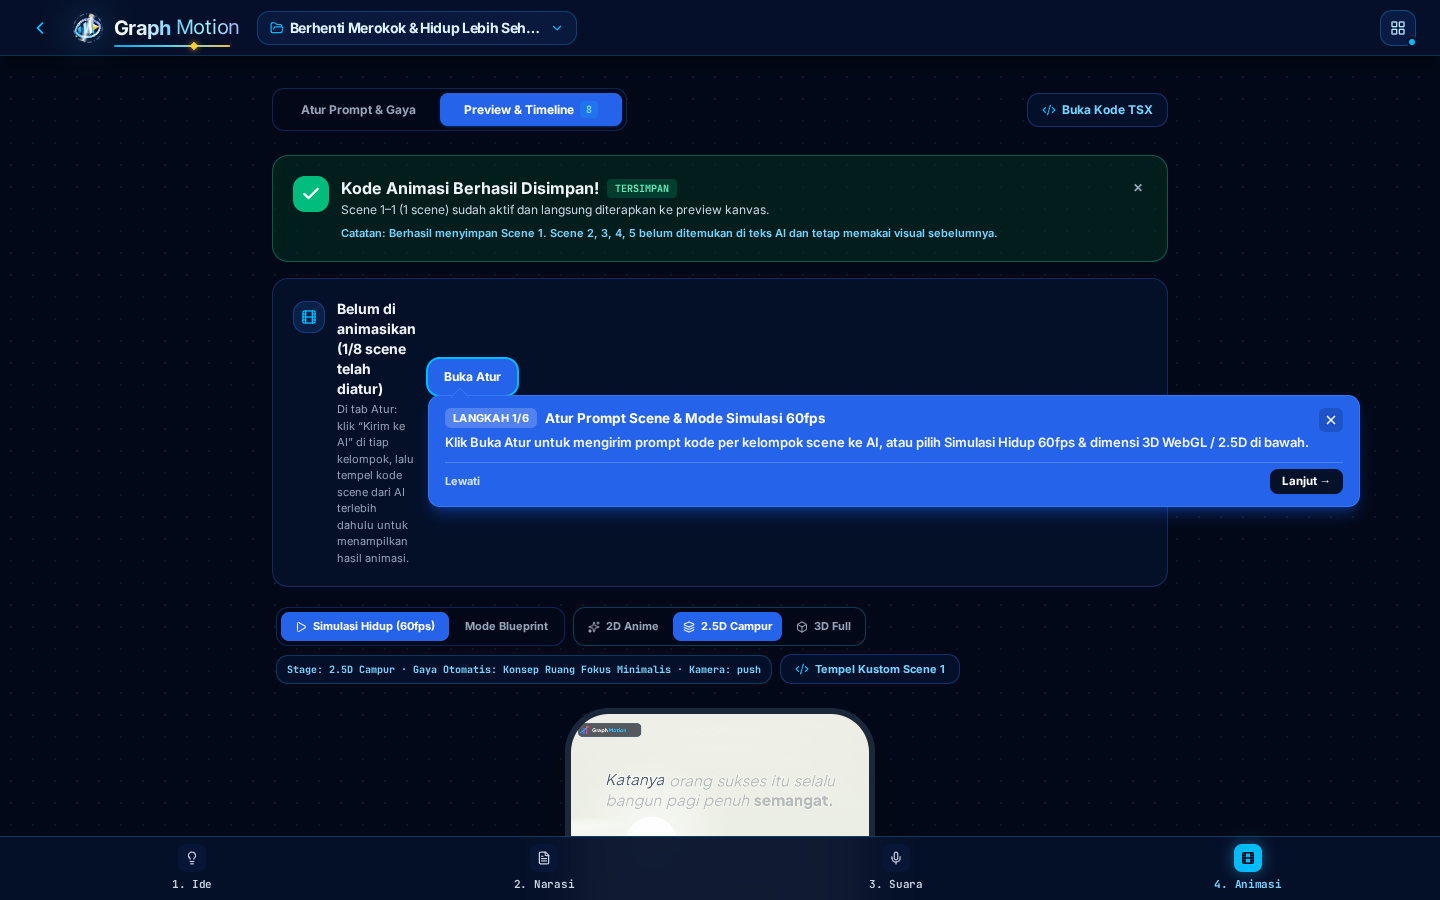 Graph Motion
Berhenti Merokok & Hidup Lebih Seh...
Atur Prompt & Gaya
Preview & Timeline 8
Buka Kode TSX
Kode Animasi Berhasil Disimpan! TERSIMPAN
Scene 1–1 (1 scene) sudah aktif dan langsung diterapkan ke preview kanvas.
Catatan: Berhasil menyimpan Scene 1. Scene 2, 3, 4, 5 belum ditemukan di teks AI dan tetap memakai visual sebelumnya.
Belum di
animasikan
(1/8 scene
telah
diatur)
Di tab Atur:
klik “Kirim ke
AI” di tiap
kelompok, lalu
tempel kode
scene dari AI
terlebih
dahulu untuk
menampilkan
hasil animasi.
Buka Atur
LANGKAH 1/6 Atur Prompt Scene & Mode Simulasi 60fps
Klik Buka Atur untuk mengirim prompt kode per kelompok scene ke AI, atau pilih Simulasi Hidup 60fps & dimensi 3D WebGL / 2.5D di bawah.
Lewati
Lanjut →
Simulasi Hidup (60fps)
Mode Blueprint
2D Anime
2.5D Campur
3D Full
Stage: 2.5D Campur · Gaya Otomatis: Konsep Ruang Fokus Minimalis · Kamera: push
Tempel Kustom Scene 1
Graph Motion
Katanya orang sukses itu selalu
bangun pagi penuh semangat.
1. Ide
2. Narasi
3. Suara
4. Animasi